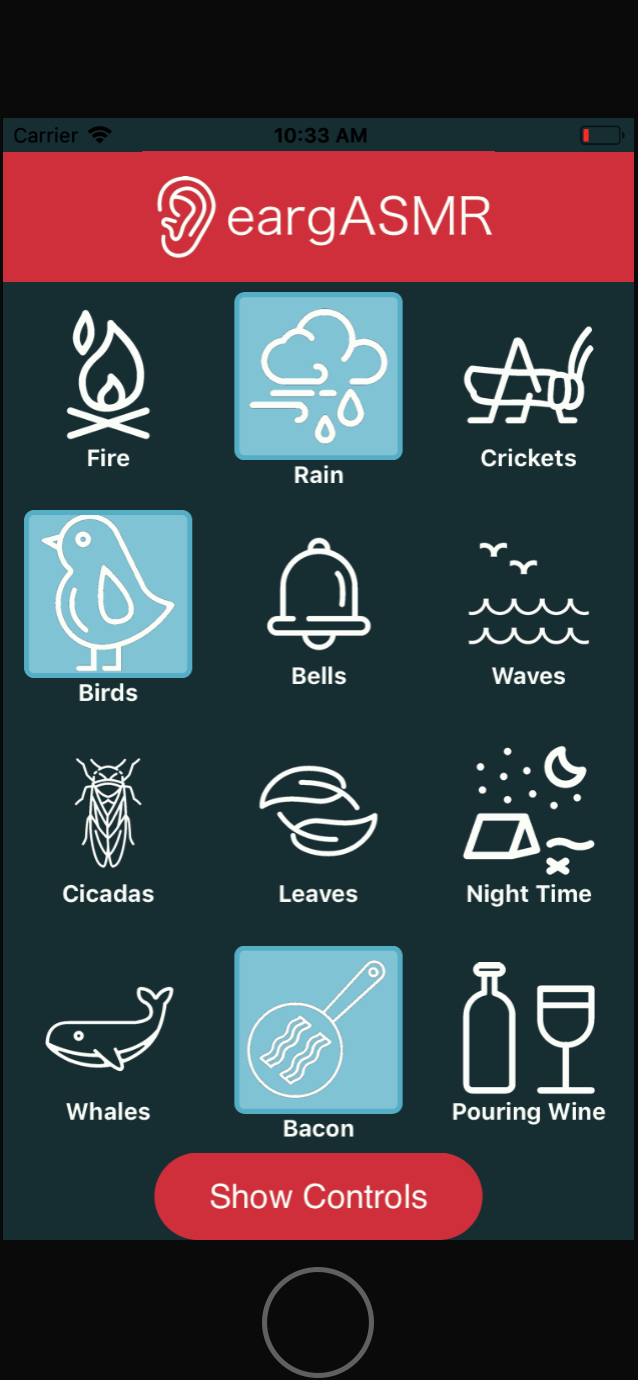 Carrier 10:33 AM
eargASMR
Fire Rain Crickets
Birds Bells Waves
Cicadas Leaves Night Time
Whales Bacon Pouring Wine
Show Controls